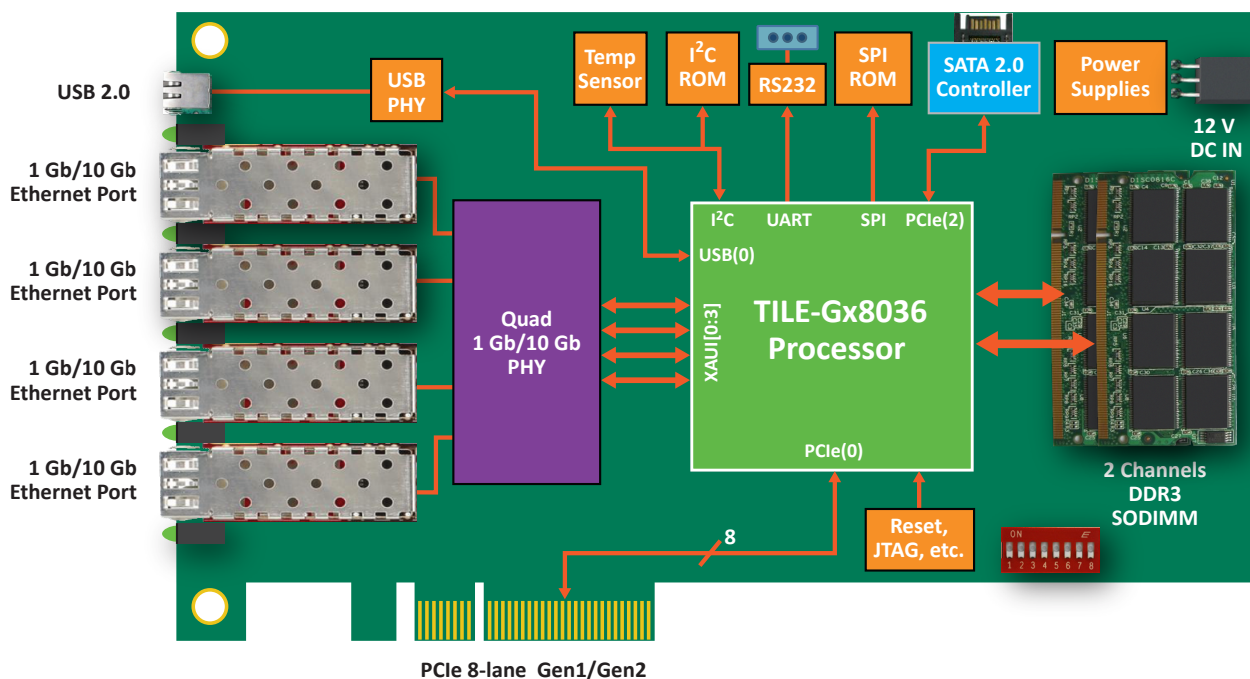 USB 2.0
USB
PHY
Temp
Sensor
I²C
ROM
RS232
SPI
ROM
SATA 2.0
Controller
Power
Supplies
12 V
DC IN
1 Gb/10 Gb
Ethernet Port
1 Gb/10 Gb
Ethernet Port
1 Gb/10 Gb
Ethernet Port
1 Gb/10 Gb
Ethernet Port
Quad
1 Gb/10 Gb
PHY
I²C
UART
SPI
PCIe(2)
USB(0)
XAUI[0:3]
TILE-Gx8036
Processor
PCIe(0)
2 Channels
DDR3
SODIMM
Reset,
JTAG, etc.
8
ON
1 2 3 4 5 6 7 8
PCIe 8-lane Gen1/Gen2